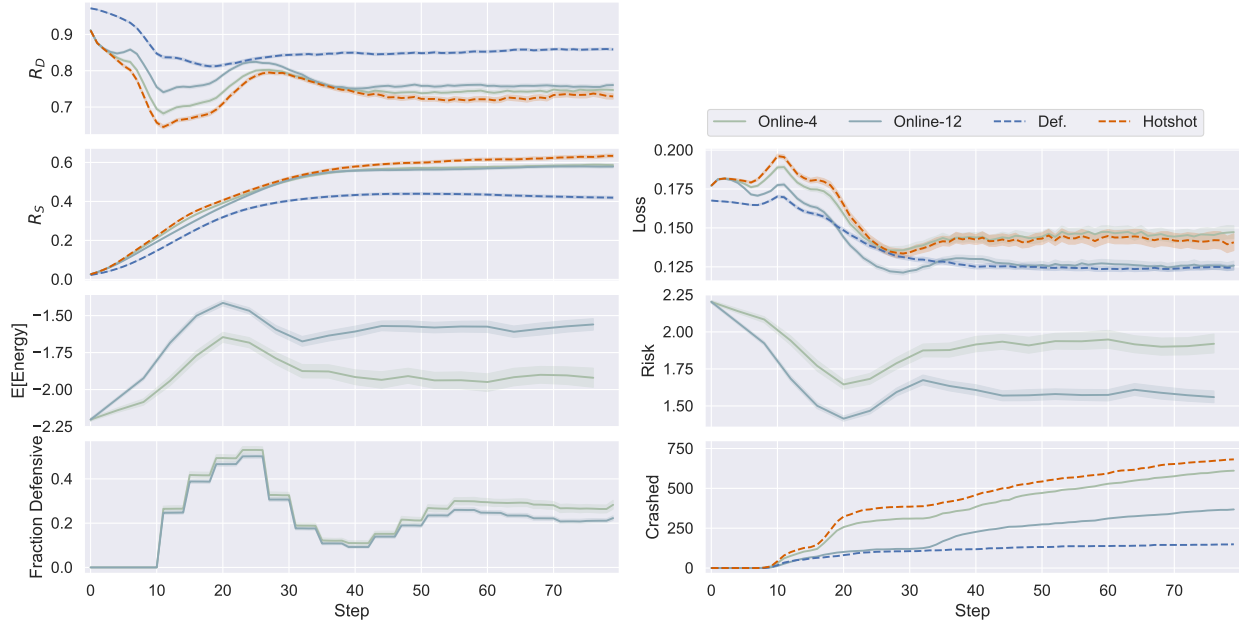 0.9
0.8
0.7
R_D
0.6
0.4
0.2
0.0
R_S
−1.50
−1.75
−2.00
−2.25
E[Energy]
0.4
0.2
0.0
Fraction Defensive
0 10 20 30 40 50 60 70
Step
Online-4 Online-12 Def. Hotshot
0.200
0.175
0.150
0.125
Loss
2.25
2.00
1.75
1.50
Risk
750
500
250
0
Crashed
0 10 20 30 40 50 60 70
Step